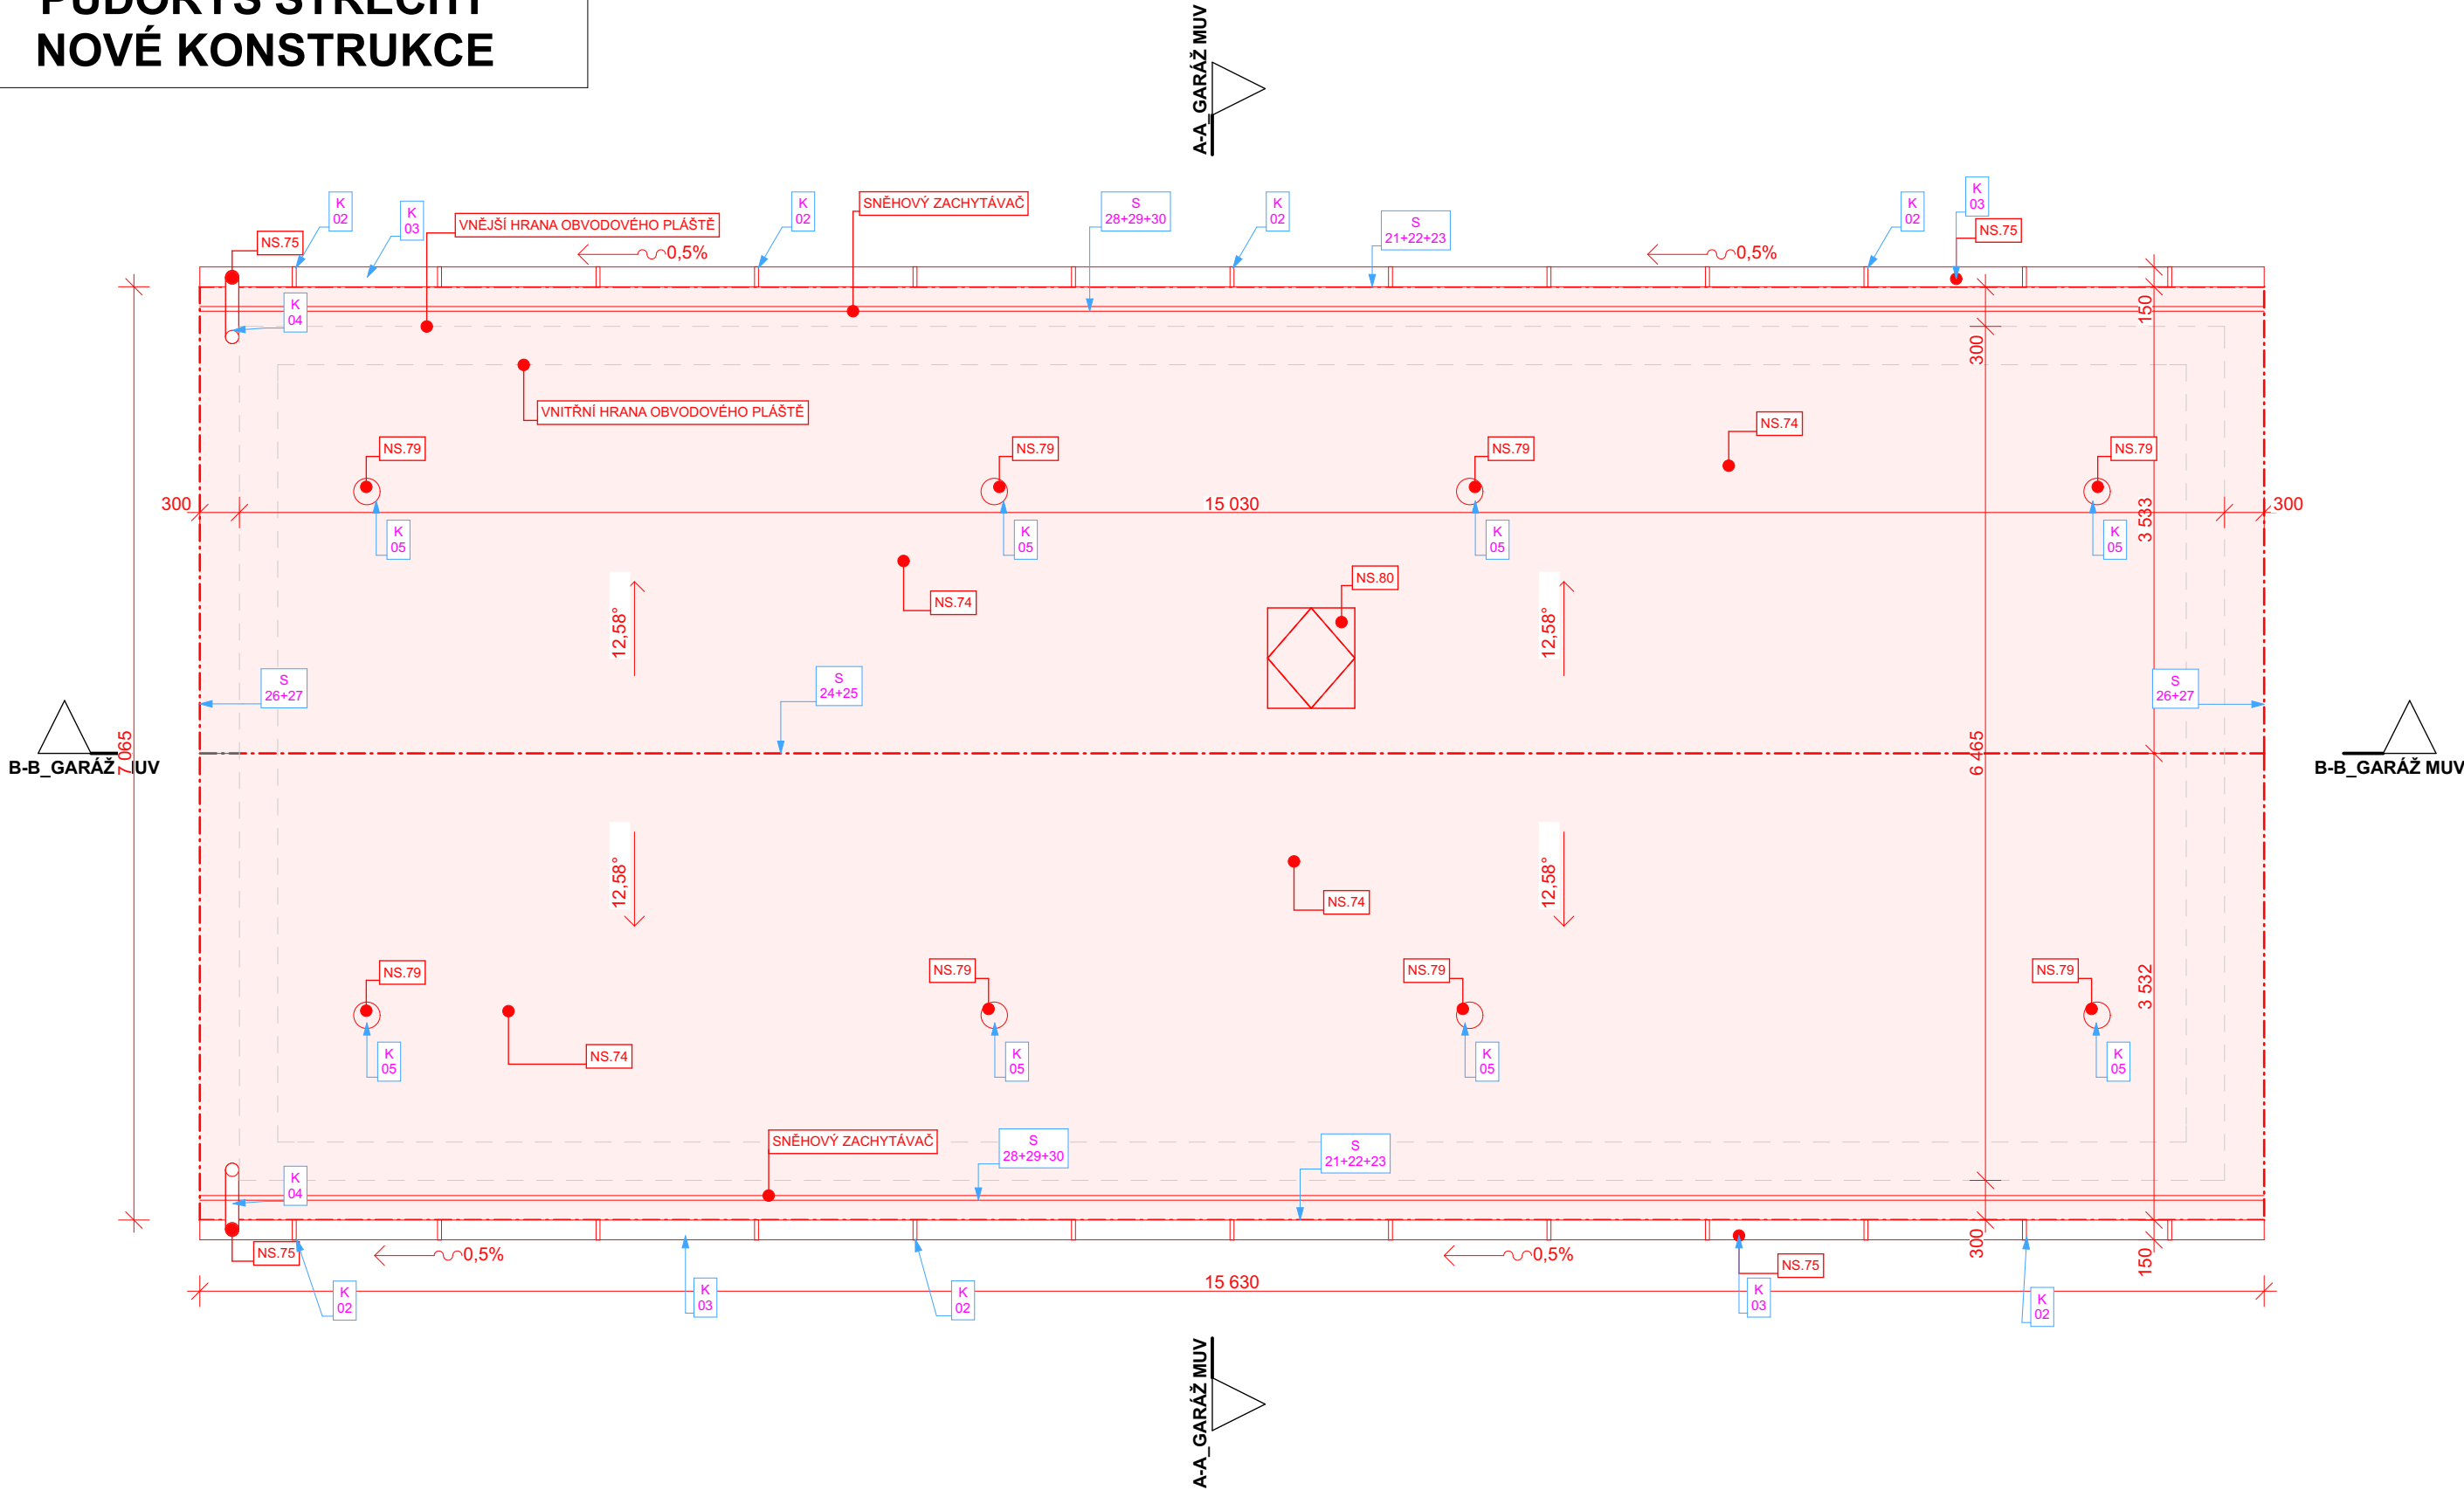 PŮDORYS STŘECHY
NOVÉ KONSTRUKCE
A-A_GARÁŽ MUV
K
02
K
03
VNĚJŠÍ HRANA OBVODOVÉHO PLÁŠTĚ
NS.75
0,5%
K
02
SNĚHOVÝ ZACHYTÁVAČ
S
28+29+30
K
02
S
21+22+23
0,5%
K
02
K
03
NS.75
K
04
150
300
VNITŘNÍ HRANA OBVODOVÉHO PLÁŠTĚ
NS.74
NS.79
NS.79
NS.79
NS.79
300
15 030
300
3 533
K
05
K
05
K
05
K
05
NS.74
NS.80
12,58°
12,58°
S
26+27
S
24+25
S
26+27
7 065
6 465
B-B_GARÁŽ UV
B-B_GARÁŽ MUV
12,58°
12,58°
NS.74
NS.79
NS.79
NS.79
NS.79
3 532
NS.74
K
05
K
05
K
05
K
05
SNĚHOVÝ ZACHYTÁVAČ
S
28+29+30
S
21+22+23
K
04
NS.75
0,5%
0,5%
NS.75
300
150
15 630
K
02
K
03
K
02
K
03
K
02
A-A_GARÁŽ MUV